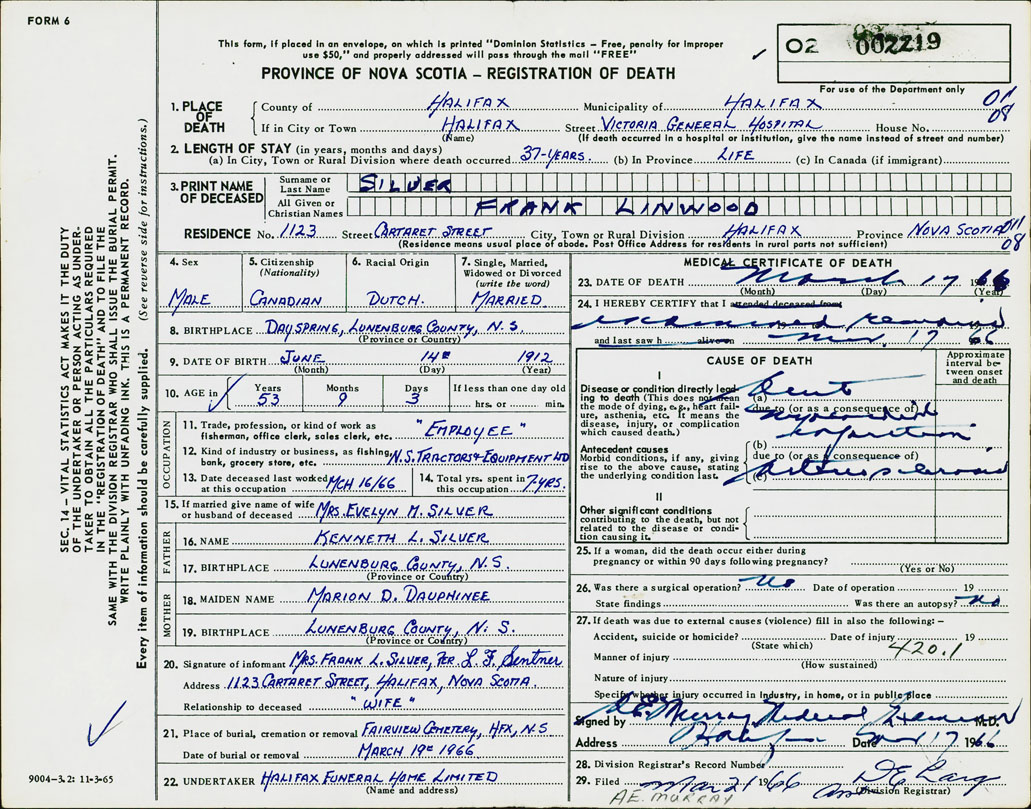 FORM 6
This form, if placed in an envelope, on which is printed "Dominion Statistics – Free, penalty for improper
use $50," and properly addressed will pass through the mail "FREE"
PROVINCE OF NOVA SCOTIA – REGISTRATION OF DEATH
02 002219
For use of the Department only
SEC. 14 – VITAL STATISTICS ACT MAKES IT THE DUTY
OF THE UNDERTAKER OR PERSON ACTING AS UNDER-
TAKER TO OBTAIN ALL THE PARTICULARS REQUIRED
IN THE "REGISTRATION OF DEATH" AND TO FILE THE
SAME WITH THE DIVISION REGISTRAR WHO SHALL ISSUE THE BURIAL PERMIT.
WRITE PLAINLY WITH UNFADING INK. THIS IS A PERMANENT RECORD.
Every item of information should be carefully supplied. (See reverse side for instructions.)
1. PLACE OF DEATH County of HALIFAX Municipality of HALIFAX 01
If in City or Town HALIFAX Street VICTORIA GENERAL HOSPITAL House No. 08
(Name) (If death occurred in a hospital or institution, give the name instead of street and number)
2. LENGTH OF STAY (in years, months and days)
(a) In City, Town or Rural Division where death occurred 37-YEARS. (b) In Province LIFE (c) In Canada (if immigrant)
3. PRINT NAME OF DECEASED Surname or Last Name SILVER
All Given or Christian Names FRANK LINWOOD
RESIDENCE No. 1123 Street CARTARET STREET City, Town or Rural Division HALIFAX Province NOVA SCOTIA
(Residence means usual place of abode. Post Office Address for residents in rural parts not sufficient) 08
4. Sex MALE
5. Citizenship (Nationality) CANADIAN
6. Racial Origin DUTCH.
7. Single, Married, Widowed or Divorced (write the word) MARRIED
8. BIRTHPLACE DAYSPRING, LUNENBURG COUNTY, N.S.
(Province or Country)
9. DATE OF BIRTH JUNE 14TH 1912
(Month) (Day) (Year)
10. AGE in Years 53 Months 9 Days 3 If less than one day old hrs. or min.
OCCUPATION
11. Trade, profession, or kind of work as
fisherman, office clerk, sales clerk, etc. "EMPLOYEE"
12. Kind of industry or business, as fishing,
bank, grocery store, etc. N.S. TRACTORS & EQUIPMENT LTD
13. Date deceased last worked at this occupation MCH 16/66
14. Total yrs. spent in this occupation 7-YRS.
15. If married give name of wife
or husband of deceased MRS. EVELYN M. SILVER
FATHER
16. NAME KENNETH L. SILVER
17. BIRTHPLACE LUNENBURG COUNTY, N.S.
(Province or Country)
MOTHER
18. MAIDEN NAME MARION D. DAUPHINEE
19. BIRTHPLACE LUNENBURG COUNTY, N.S.
(Province or Country)
20. Signature of informant MRS. FRANK L. SILVER, PER L. F. Sentner
Address 1123 CARTARET STREET, HALIFAX, NOVA SCOTIA.
Relationship to deceased "WIFE"
21. Place of burial, cremation or removal FAIRVIEW CEMETERY, HFX, N.S
Date of burial or removal MARCH 19TH 1966
22. UNDERTAKER HALIFAX FUNERAL HOME LIMITED
(Name and address)
9004-3.2: 11-3-65
MEDICAL CERTIFICATE OF DEATH
23. DATE OF DEATH March 17 1966
(Month) (Day) (Year)
24. I HEREBY CERTIFY that I attended deceased from
examined remains 19
and last saw h alive on Mar. 17 66
CAUSE OF DEATH
Approximate interval between onset and death
I
Disease or condition directly leading to death (This does not mean the mode of dying, e.g., heart failure, asthenia, etc. It means the disease, injury, or complication which caused death.)
(a) Acute
due to (or as a consequence of)
myocardial
infarction
Antecedent causes
Morbid conditions, if any, giving rise to the above cause, stating the underlying condition last.
(b)
due to (or as a consequence of)
(c) Arteriosclerosis
II
Other significant conditions
contributing to the death, but not related to the disease or condition causing it.
25. If a woman, did the death occur either during
pregnancy or within 90 days following pregnancy?
(Yes or No)
26. Was there a surgical operation? No Date of operation 19
State findings Was there an autopsy? No
27. If death was due to external causes (violence) fill in also the following:–
Accident, suicide or homicide? Date of injury 19
(State which) 420.1
Manner of injury
(How sustained)
Nature of injury
Specify whether injury occurred in Industry, in home, or in public place
Signed by A.E. Murray Medical Examiner M.D.
Address Halifax Date Mar 17 1966
28. Division Registrar's Record Number
29. Filed Mar 21 1966
(Division Registrar)
A.E. MURRAY